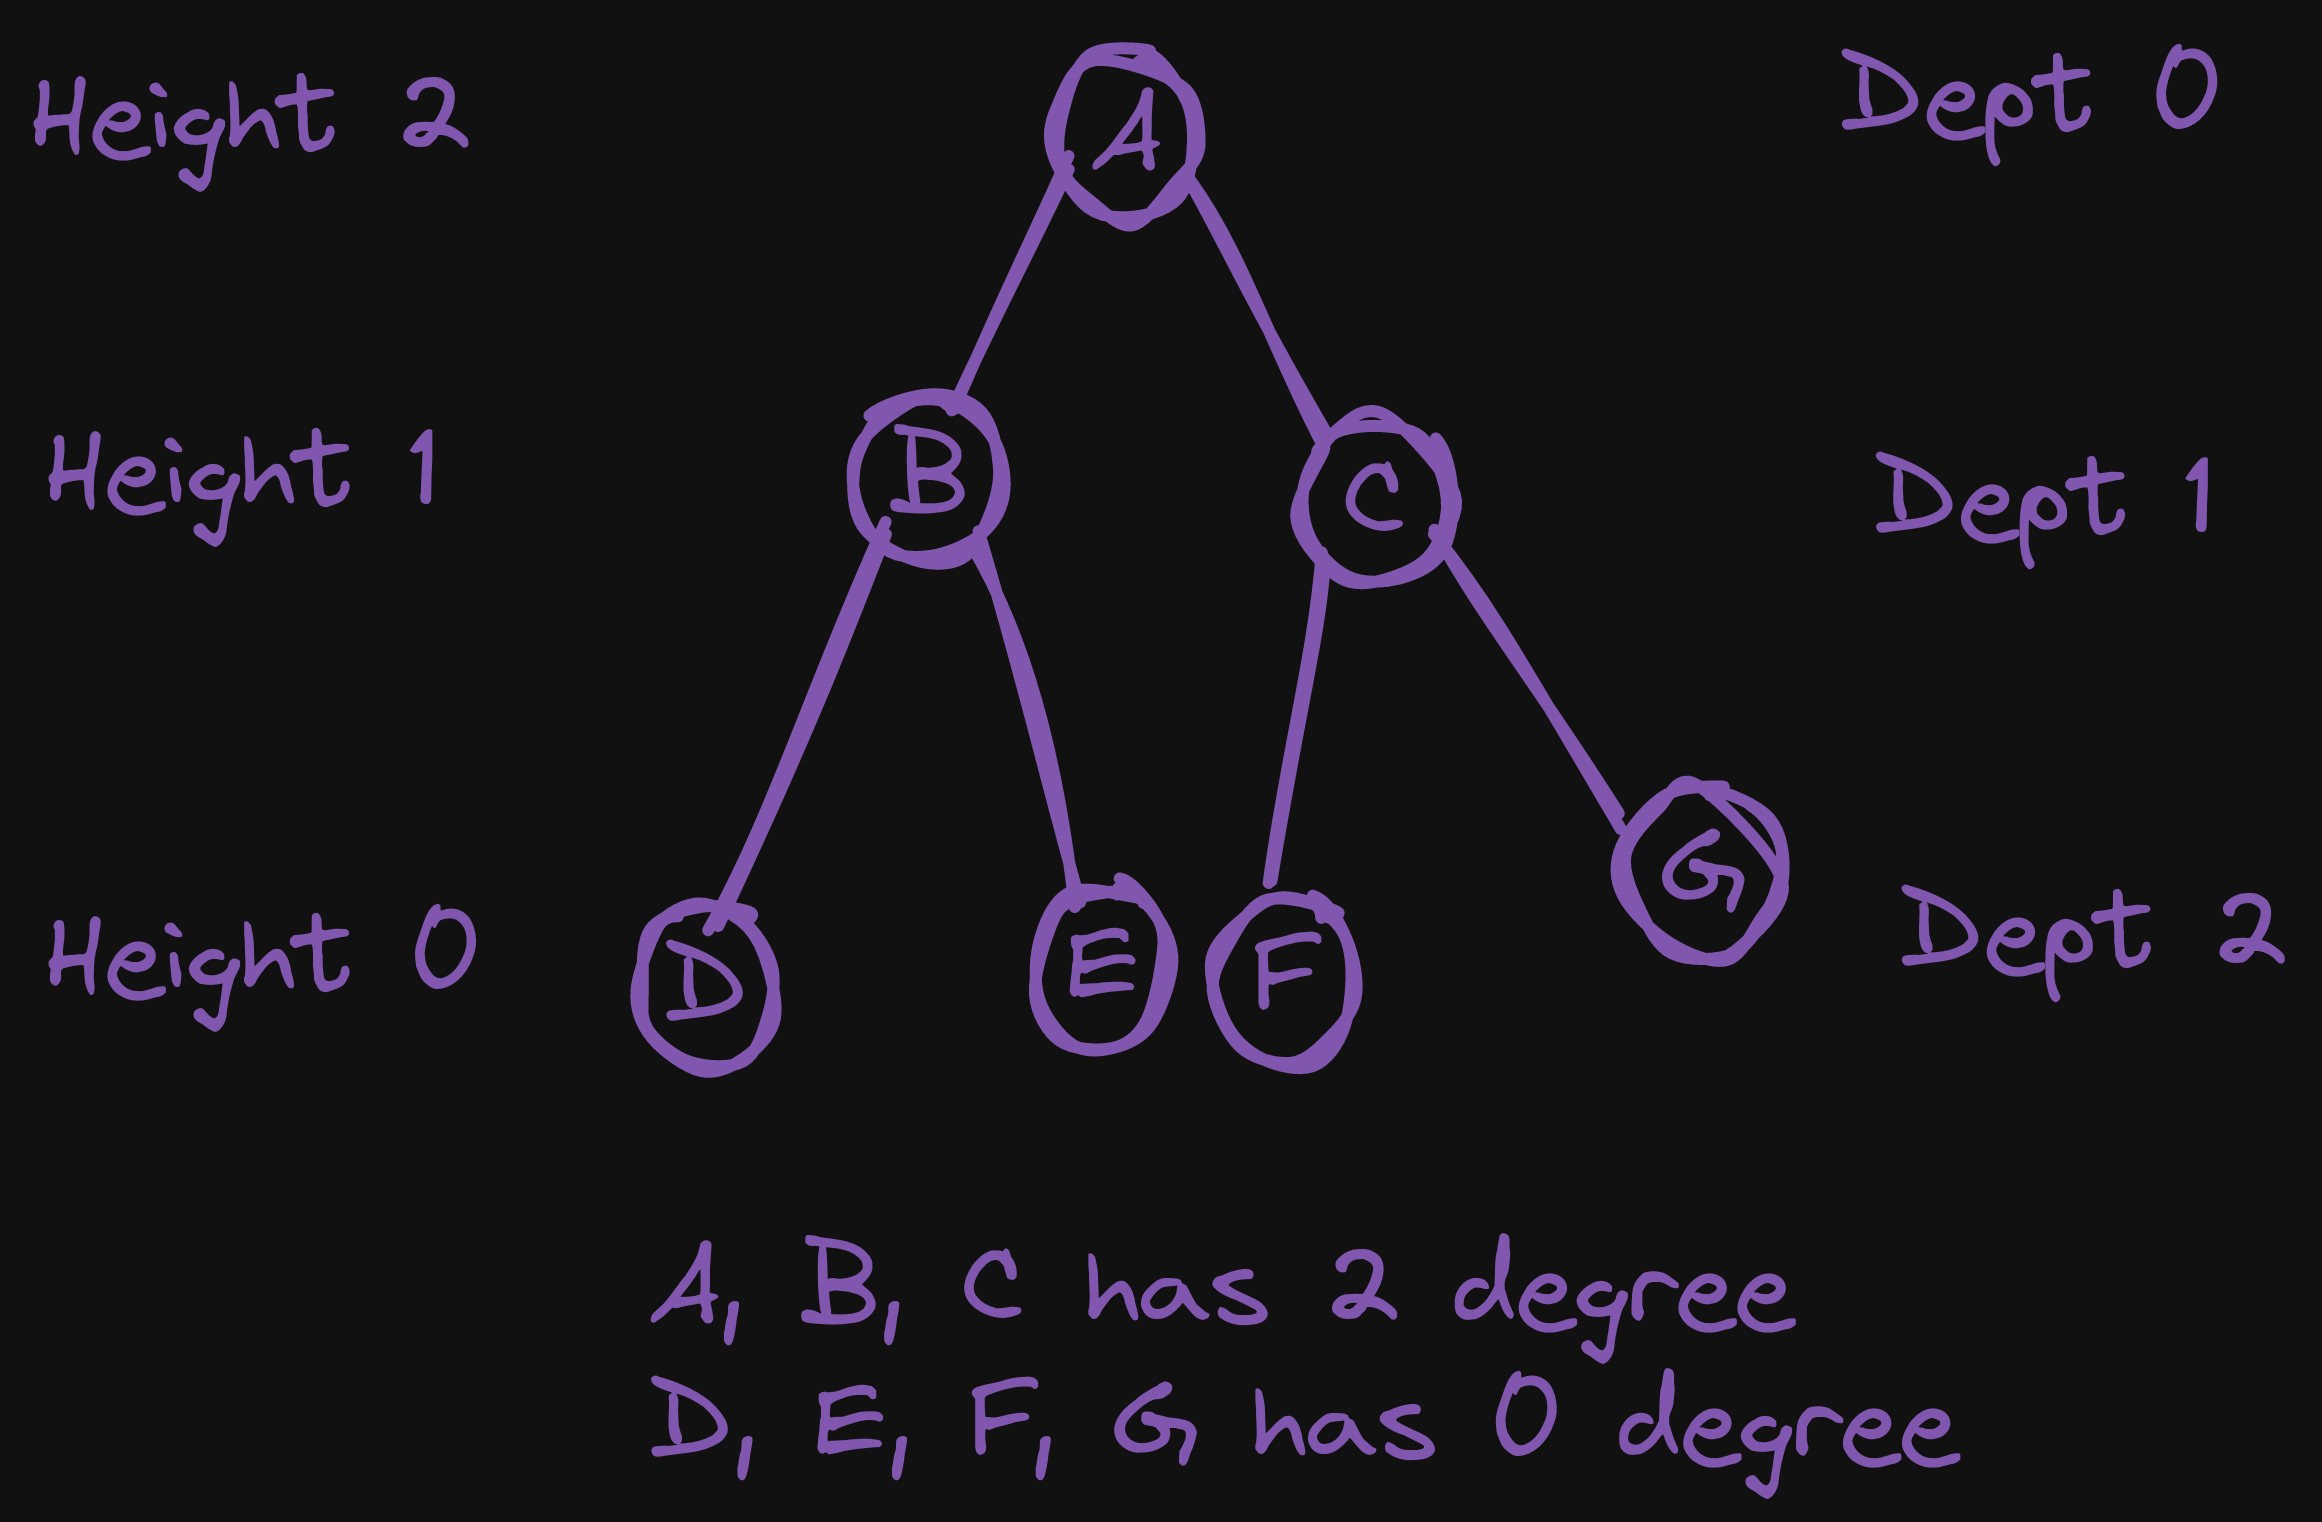 Height 2 A Dept 0
Height 1 B C Dept 1
Height 0 D E F G Dept 2
A, B, C has 2 degree
D, E, F, G has 0 degree